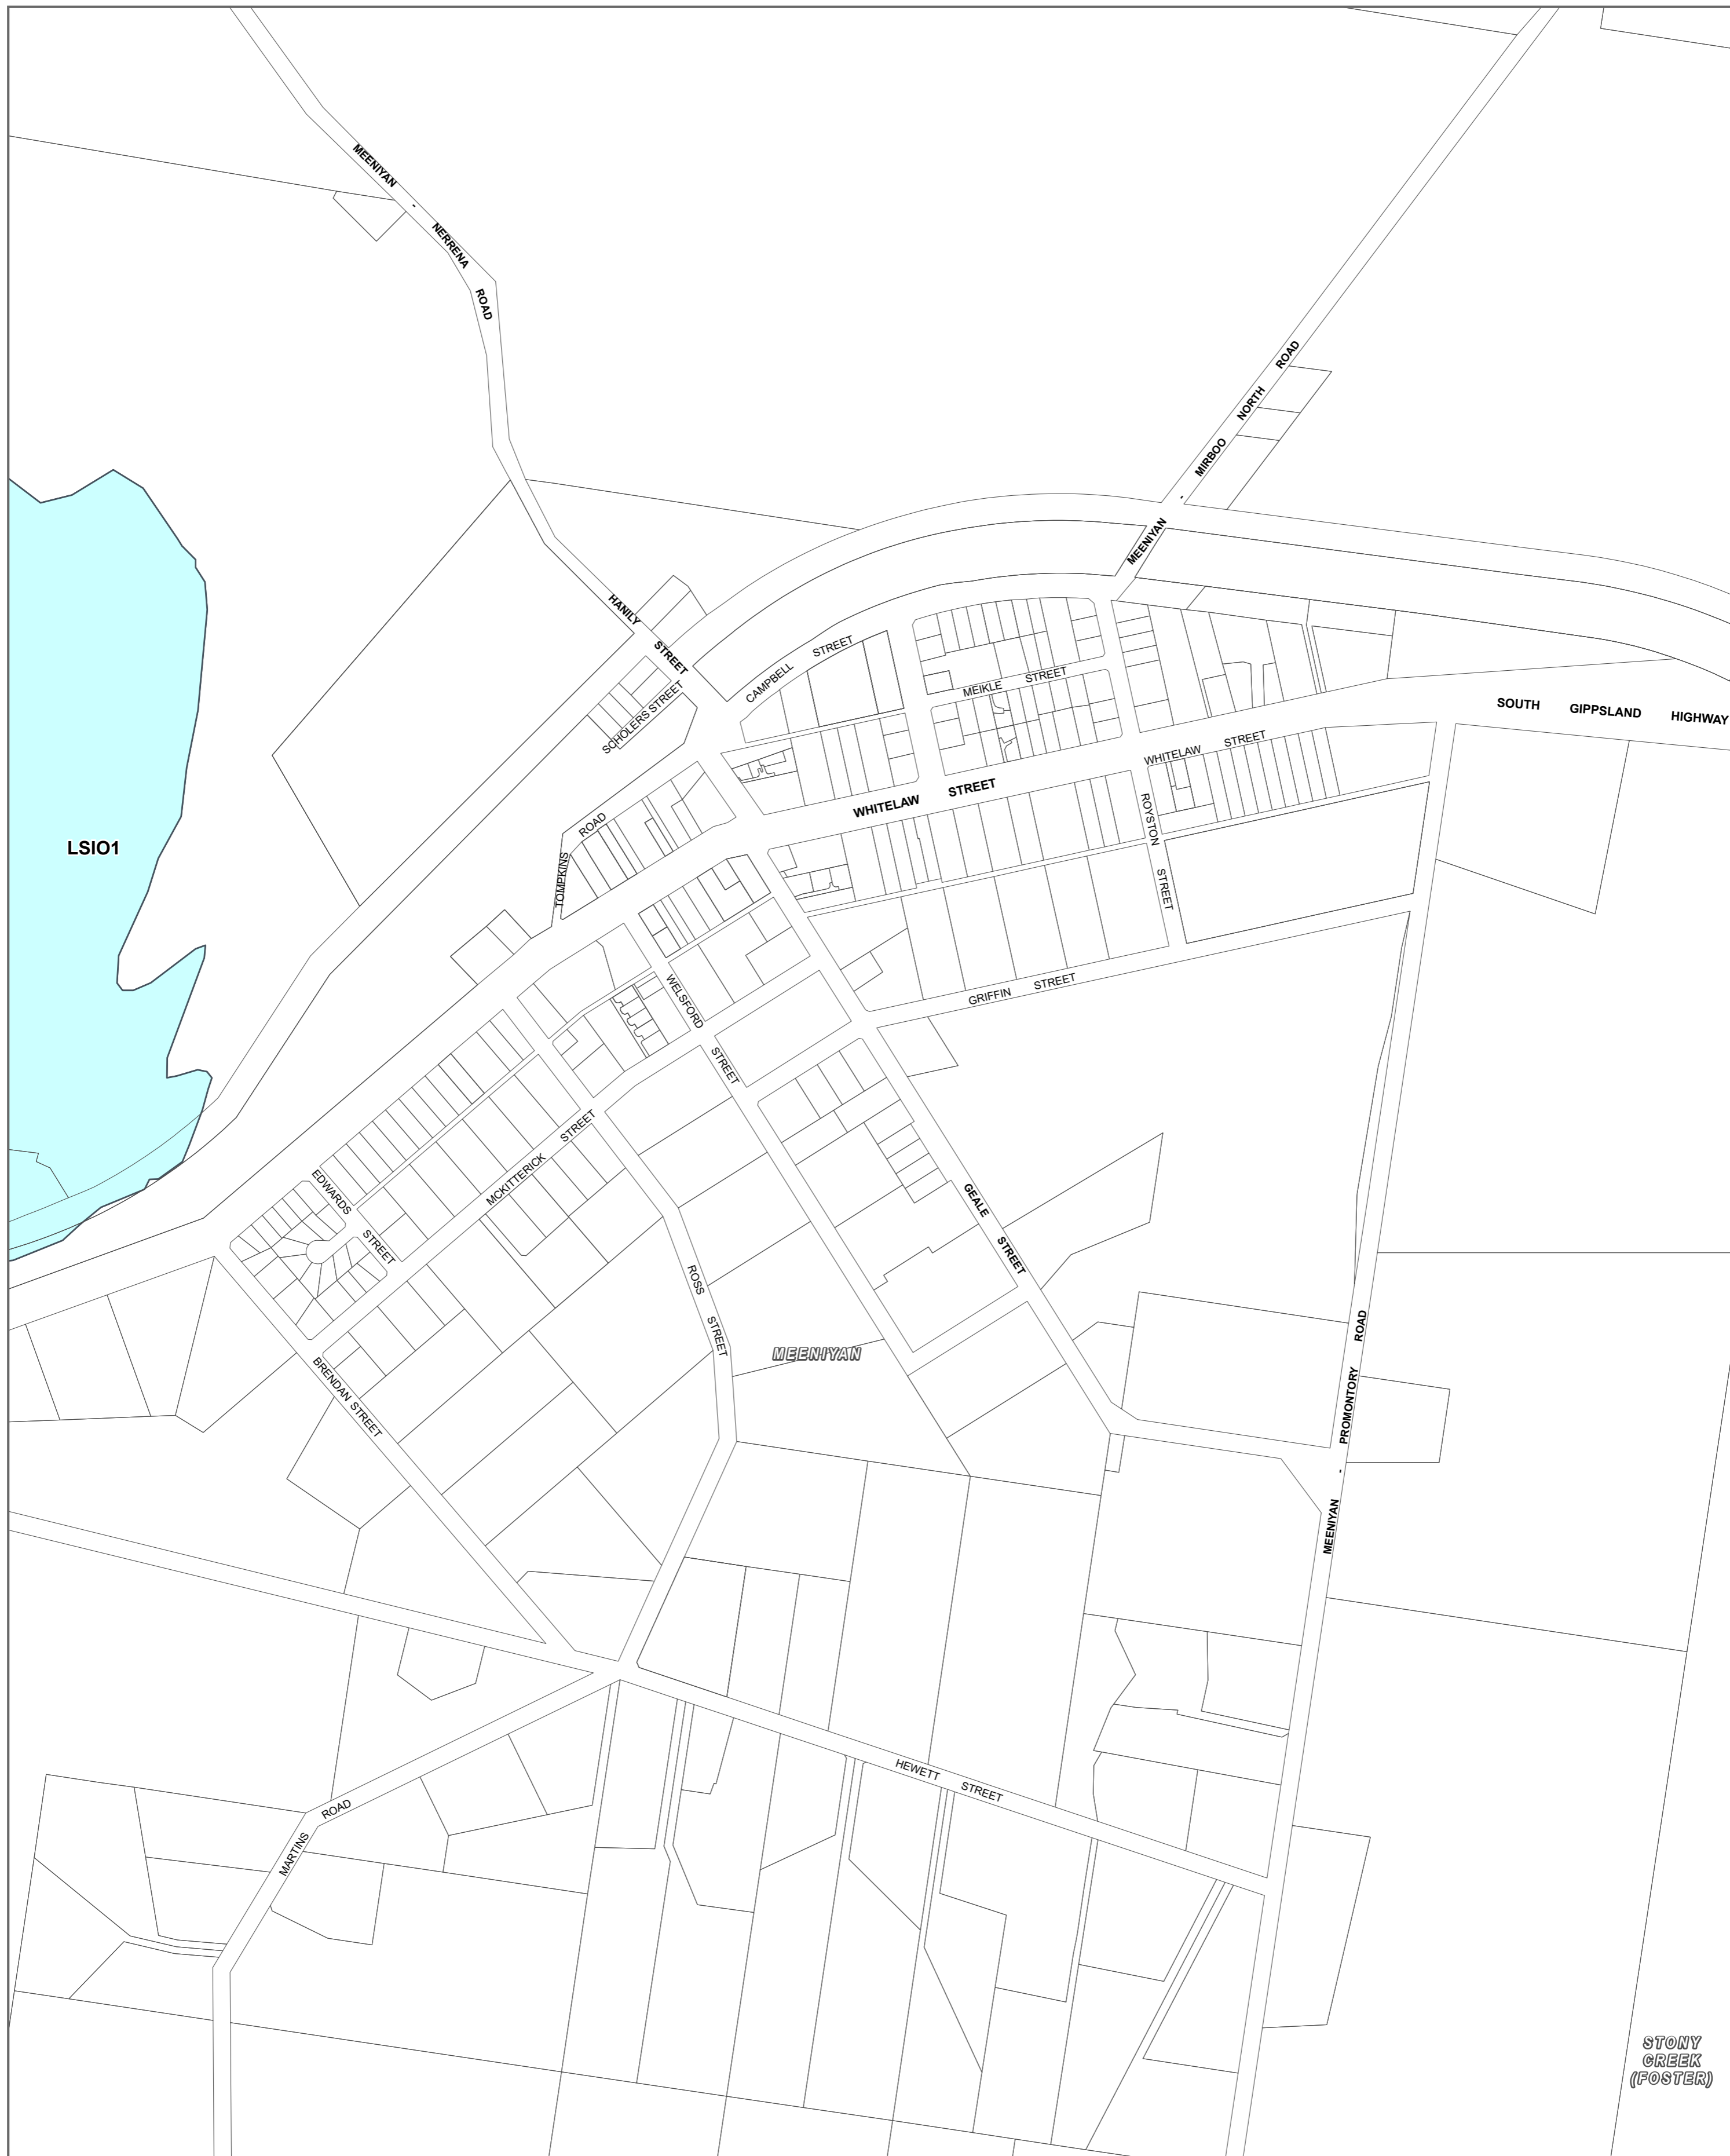 MEENIYAN - NERRENA ROAD
MEENIYAN - MIRBOO NORTH ROAD
HANILY STREET
SCHOLERS STREET
CAMPBELL STREET
MEIKLE STREET
SOUTH GIPPSLAND HIGHWAY
WHITELAW STREET
WHITELAW STREET
ROYSTON STREET
TOMPKINS ROAD
LSIO1
WELSFORD STREET
GRIFFIN STREET
MCKITTERICK STREET
EDWARDS STREET
GEALE STREET
ROSS STREET
BRENDAN STREET
MEENIYAN
MEENIYAN - PROMONTORY ROAD
HEWETT STREET
MARTINS ROAD
STONY
CREEK
(FOSTER)